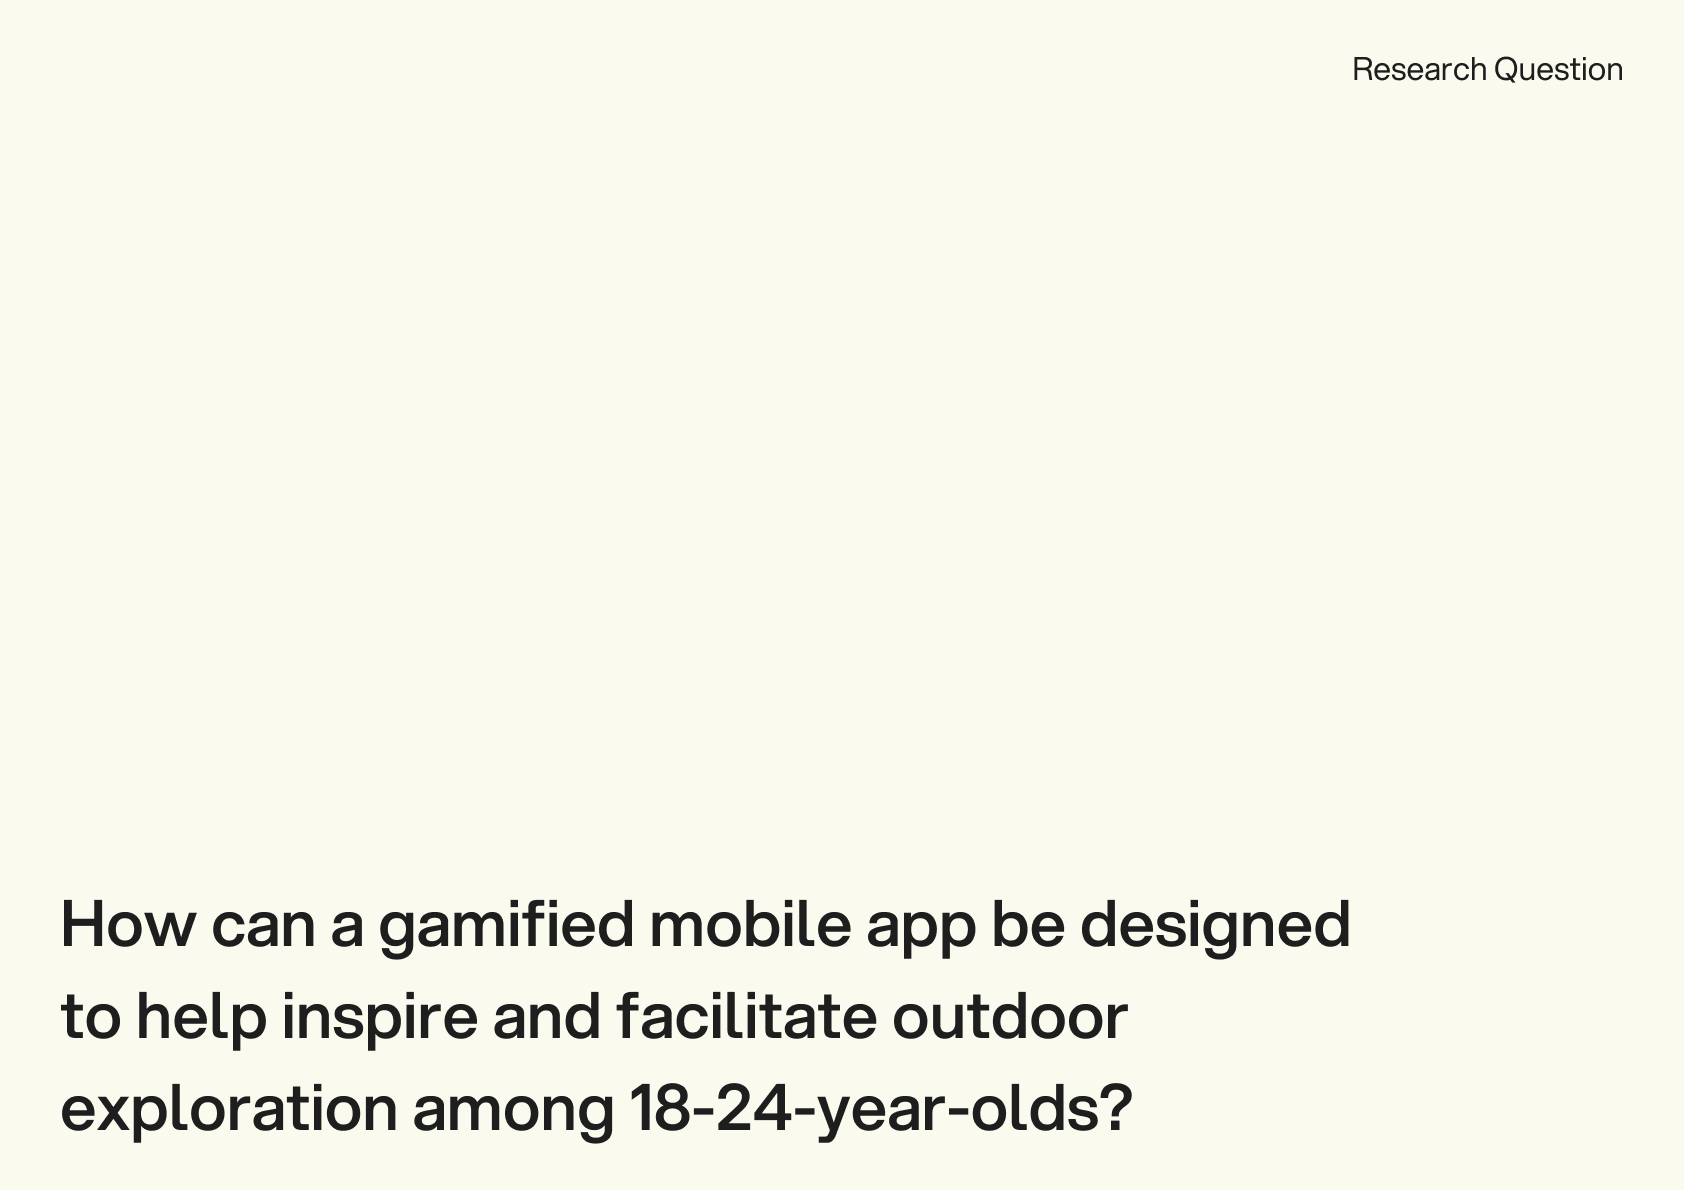 Research Question
How can a gamified mobile app be designed
to help inspire and facilitate outdoor
exploration among 18-24-year-olds?